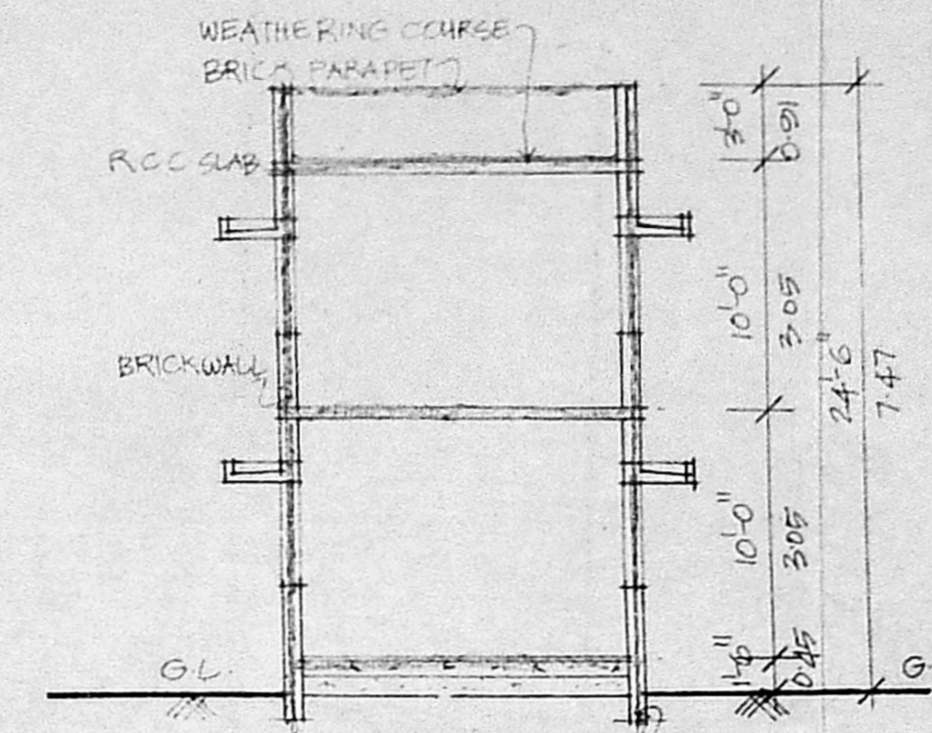 WEATHERING COURSE
BRICK PARAPET
RCC SLAB
BRICKWALL
G.L.
3'-0"
0.91
10'-0"
3.05
10'-0"
3.05
1'-6"
0.45
24'-6"
7.47
G.